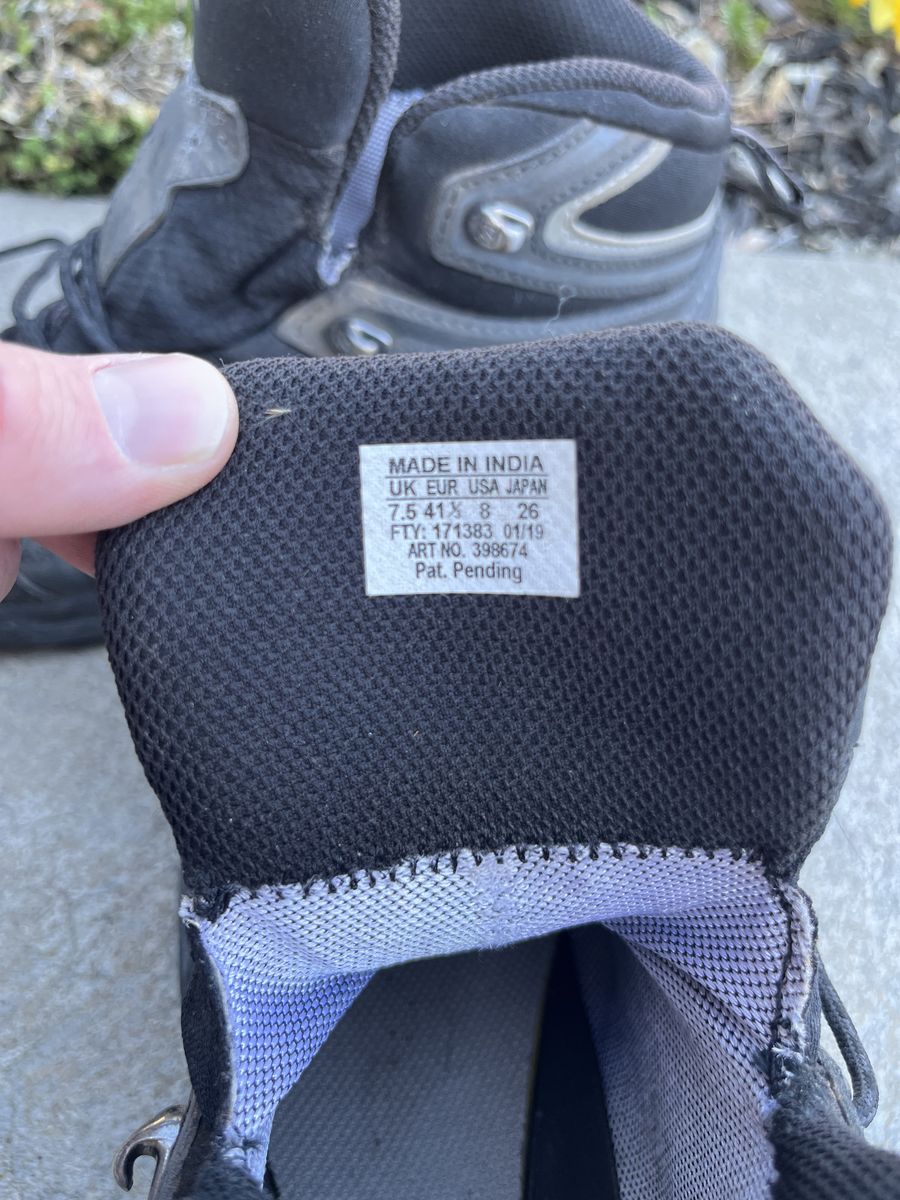 MADE IN INDIA
UK EUR USA JAPAN
7.5 41½ 8 26
FTY: 171383 01/19
ART NO. 398674
Pat. Pending